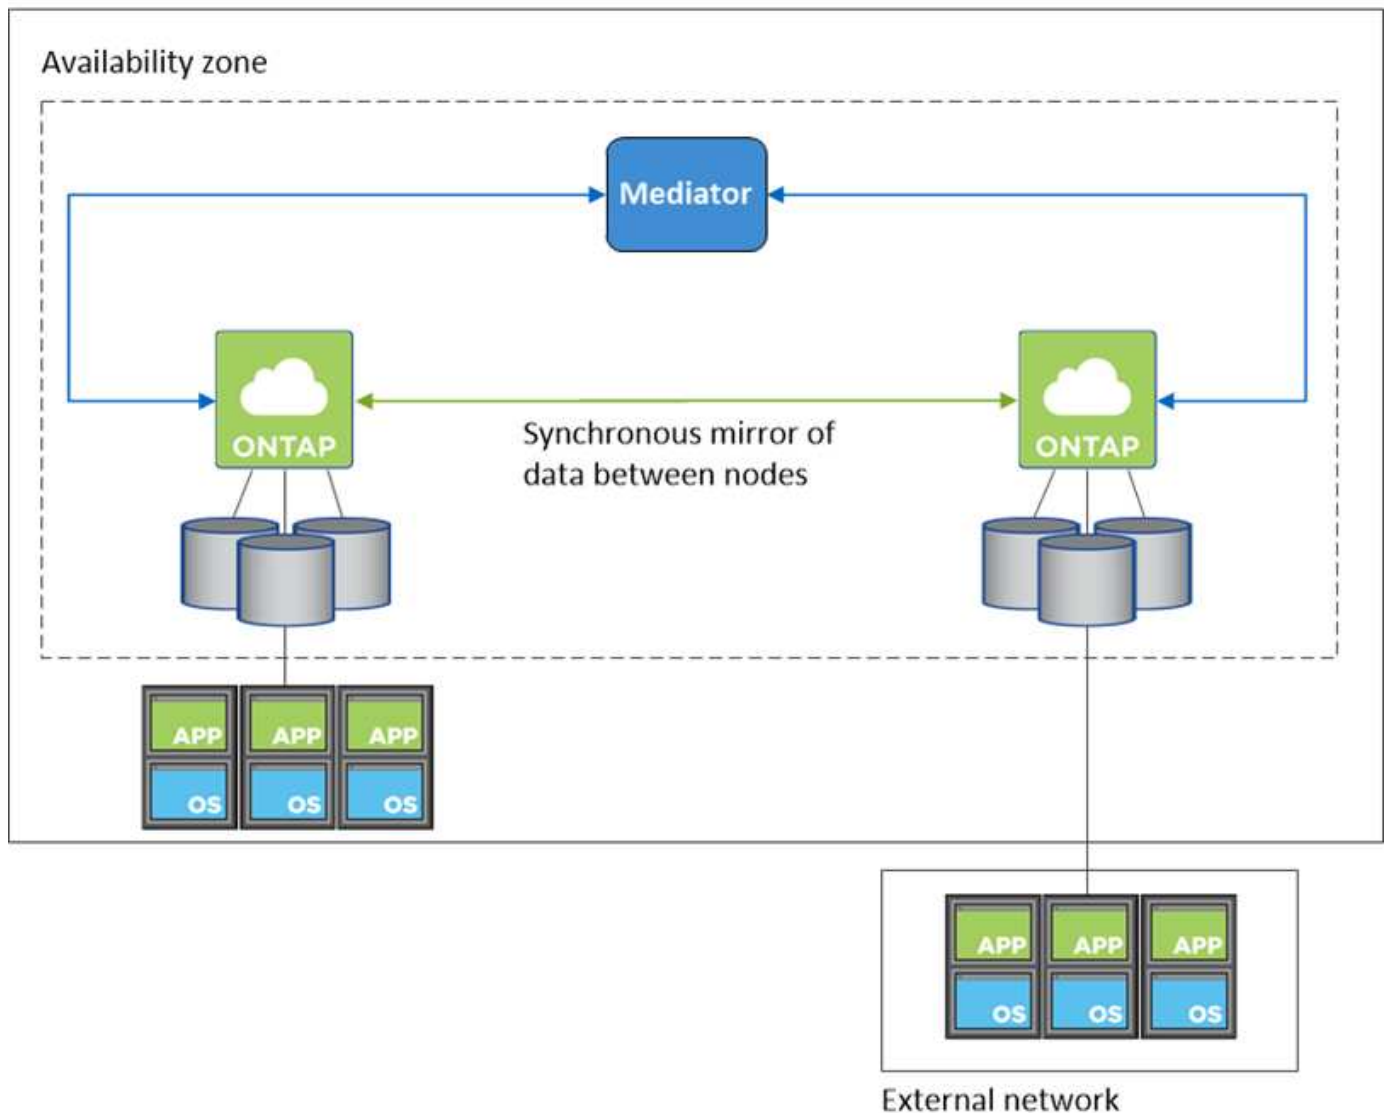 Availability zone
Mediator
ONTAP
ONTAP
Synchronous mirror of
data between nodes
APP
APP
APP
OS
OS
OS
APP
APP
APP
OS
OS
OS
External network